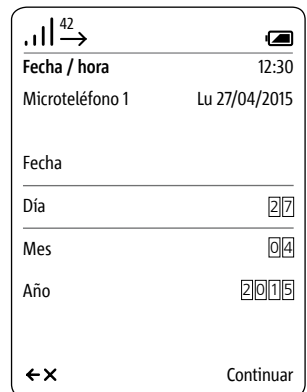 42
Fecha / hora 12:30
Microteléfono 1 Lu 27/04/2015
Fecha
Día 27
Mes 04
Año 2015
Continuar